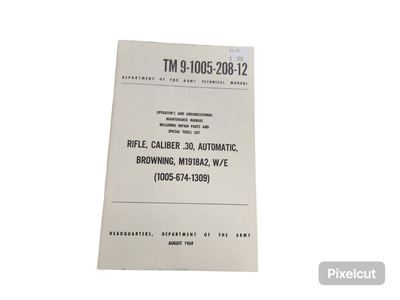 TM 9-1005-208-12
DEPARTMENT OF THE ARMY TECHNICAL MANUAL
OPERATOR'S AND ORGANIZATIONAL
MAINTENANCE MANUAL
INCLUDING REPAIR PARTS AND
SPECIAL TOOLS LIST
RIFLE, CALIBER .30, AUTOMATIC,
BROWNING, M1918A2, W/E
(1005-674-1309)
HEADQUARTERS, DEPARTMENT OF THE ARMY
AUGUST 1969
Pixelcut